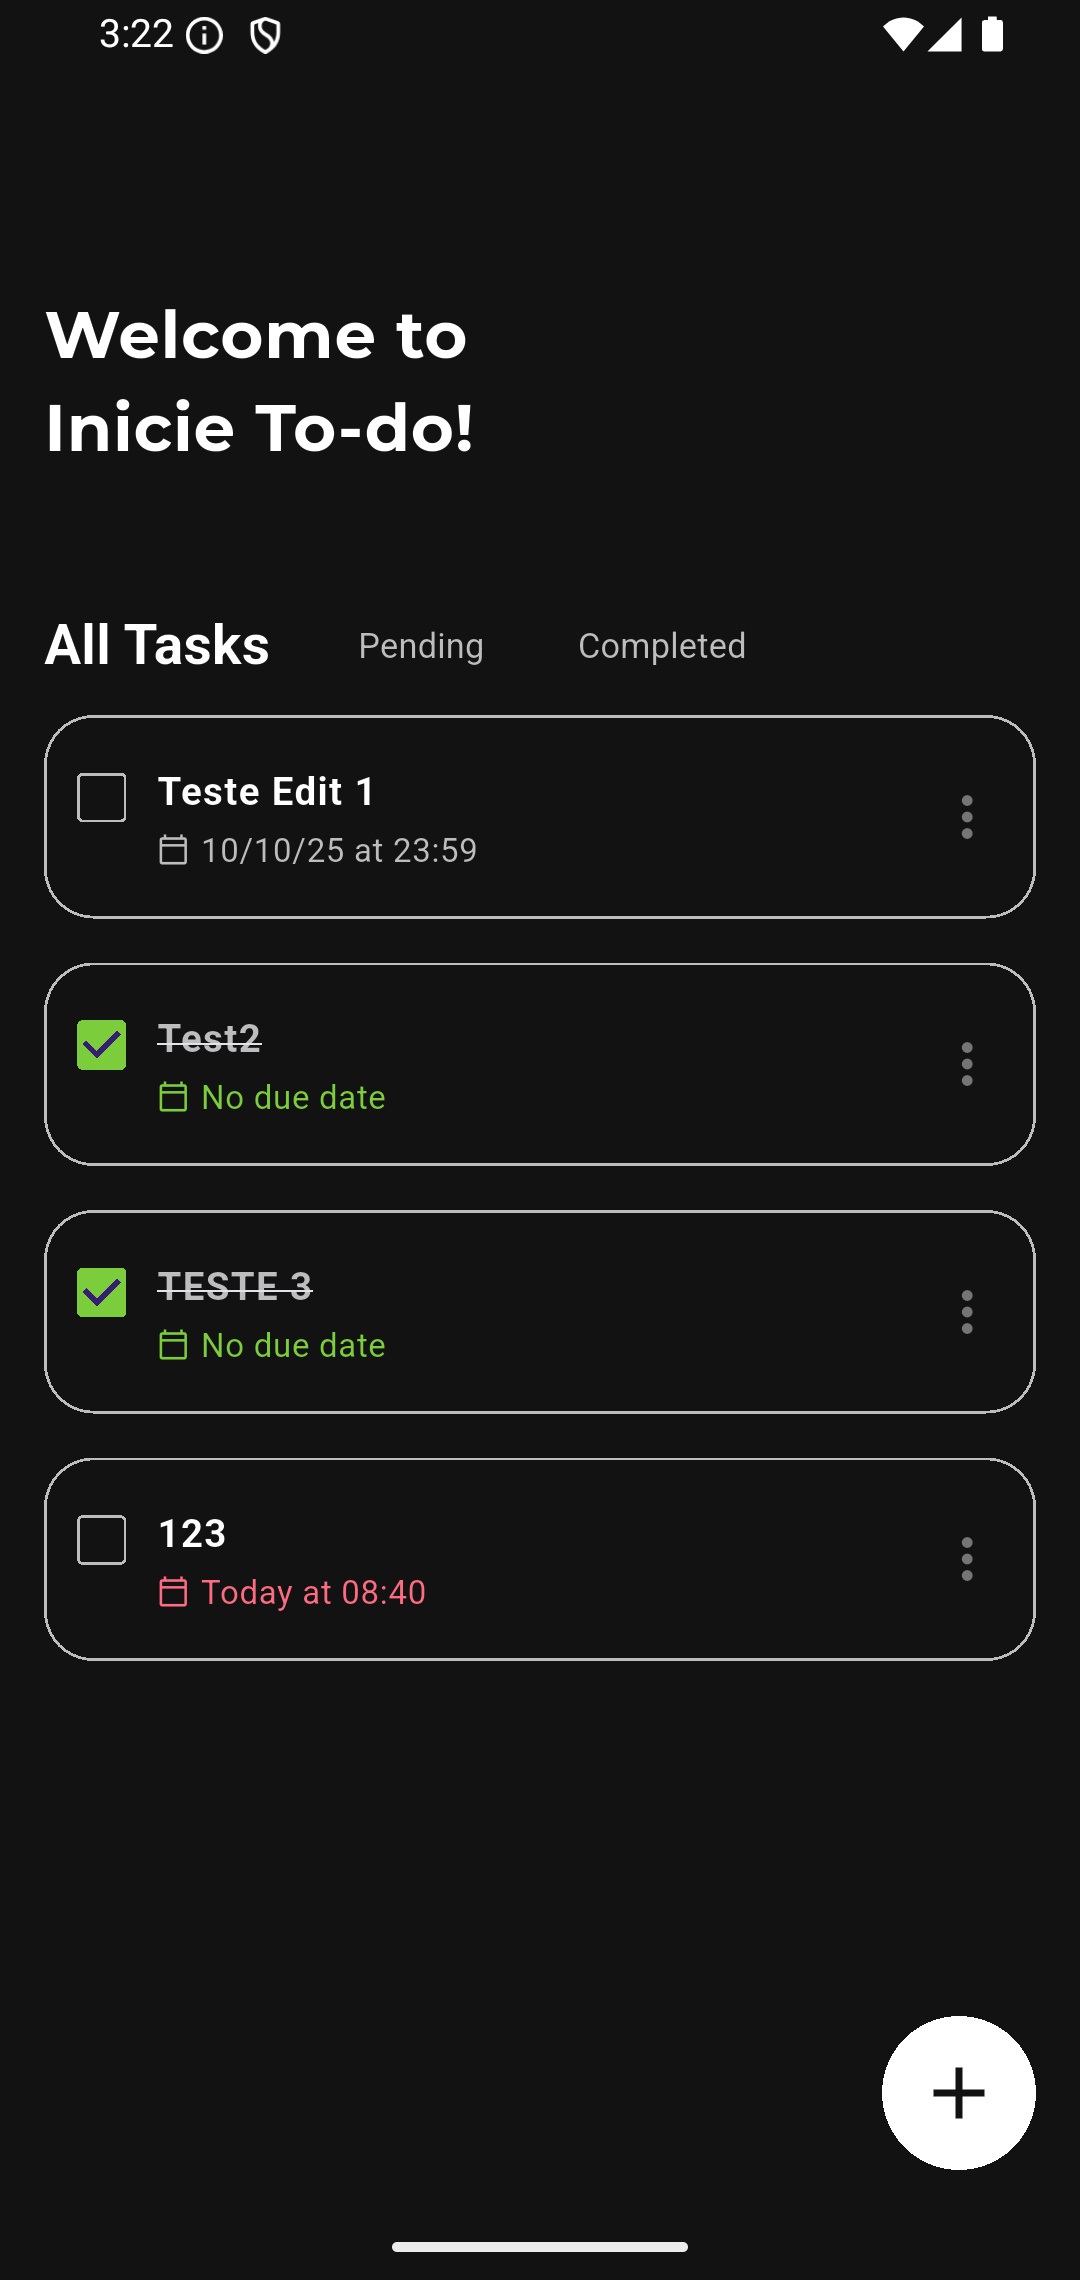 3:22
Welcome to
Inicie To-do!
All Tasks Pending Completed
Teste Edit 1
10/10/25 at 23:59
Test2
No due date
TESTE 3
No due date
123
Today at 08:40